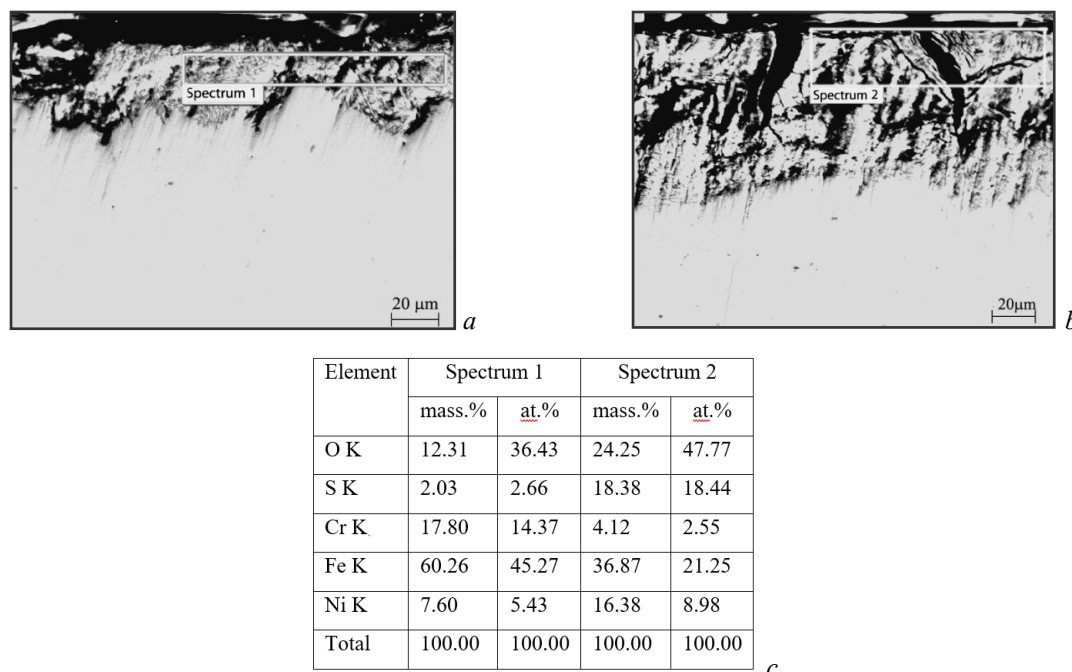 Spectrum 1
20 μm
a
Spectrum 2
20μm
b
Element Spectrum 1 Spectrum 2
mass.% at.% mass.% at.%
O K 12.31 36.43 24.25 47.77
S K 2.03 2.66 18.38 18.44
Cr K 17.80 14.37 4.12 2.55
Fe K 60.26 45.27 36.87 21.25
Ni K 7.60 5.43 16.38 8.98
Total 100.00 100.00 100.00 100.00
c